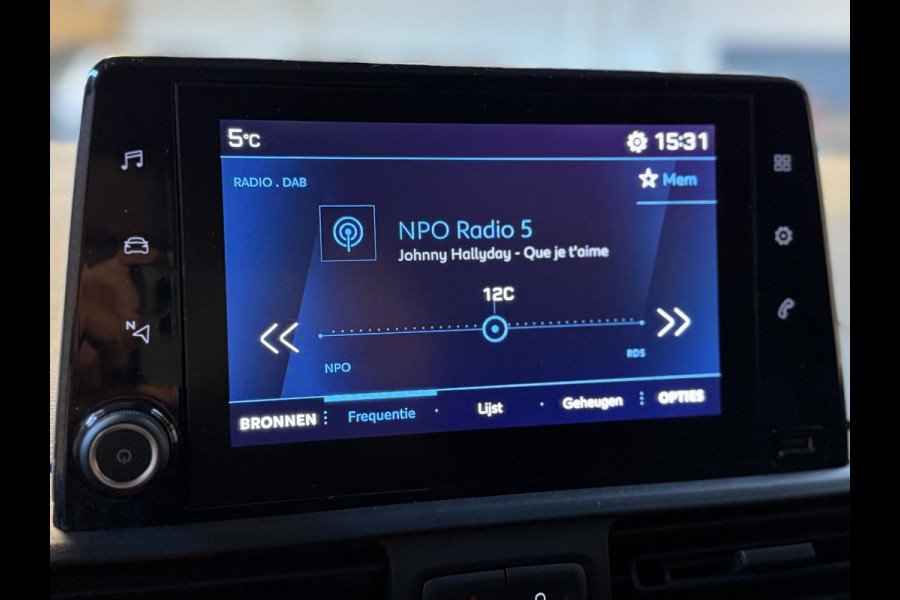 5°C
15:31
RADIO . DAB
Mem
NPO Radio 5
Johnny Hallyday - Que je t'aime
12C
NPO
RDS
BRONNEN
Frequentie
Lijst
Geheugen
OPTIES
N